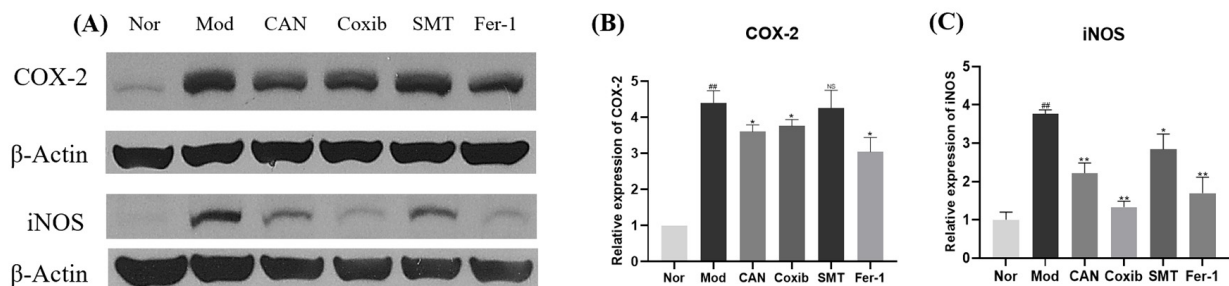 (A)
Nor Mod CAN Coxib SMT Fer-1
COX-2
β-Actin
iNOS
β-Actin
(B)
COX-2
Relative expression of COX-2
5
4
3
2
1
0
##
*
*
NS
*
Nor Mod CAN Coxib SMT Fer-1
(C)
iNOS
Relative expression of iNOS
5
4
3
2
1
0
##
**
**
*
**
Nor Mod CAN Coxib SMT Fer-1